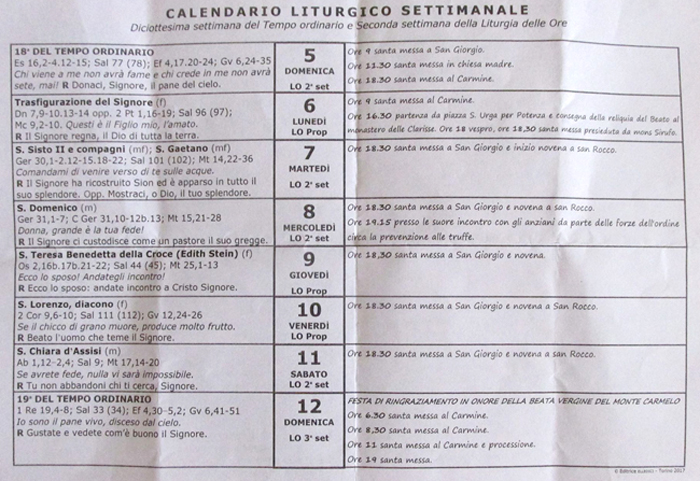 CALENDARIO LITURGICO SETTIMANALE
Diciottesima settimana del Tempo ordinario e Seconda settimana della Liturgia delle Ore
18ª DEL TEMPO ORDINARIO
Es 16,2-4.12-15; Sal 77 (78); Ef 4,17.20-24; Gv 6,24-35
Chi viene a me non avrà fame e chi crede in me non avrà
sete, mai! R Donaci, Signore, il pane del cielo.
5
DOMENICA
LO 2ª set
Ore 9 santa messa a San Giorgio.
Ore 11.30 santa messa in chiesa madre.
Ore 18.30 santa messa al Carmine.
Trasfigurazione del Signore (f)
Dn 7,9-10.13-14 opp. 2 Pt 1,16-19; Sal 96 (97);
Mc 9,2-10. Questi è il Figlio mio, l'amato.
R Il Signore regna, il Dio di tutta la terra.
6
LUNEDÌ
LO Prop
Ore 9 santa messa al Carmine.
Ore 16.30 partenza da piazza S. Urga per Potenza e consegna della reliquia del Beato al
monastero delle Clarisse. Ore 18 vespro, ore 18,30 santa messa presieduta da mons Sirufo.
S. Sisto II e compagni (mf); S. Gaetano (mf)
Ger 30,1-2.12-15.18-22; Sal 101 (102); Mt 14,22-36
Comandami di venire verso di te sulle acque.
R Il Signore ha ricostruito Sion ed è apparso in tutto il
suo splendore. Opp. Mostraci, o Dio, il tuo splendore.
7
MARTEDÌ
LO 2ª set
Ore 18.30 santa messa a San Giorgio e inizio novena a san Rocco.
S. Domenico (m)
Ger 31,1-7; C Ger 31,10-12b.13; Mt 15,21-28
Donna, grande è la tua fede!
R Il Signore ci custodisce come un pastore il suo gregge.
8
MERCOLEDÌ
LO 2ª set
Ore 18.30 santa messa a San Giorgio e novena a san Rocco.
Ore 19.15 presso le suore incontro con gli anziani da parte delle forze dell'ordine
circa la prevenzione alle truffe.
S. Teresa Benedetta della Croce (Edith Stein) (f)
Os 2,16b.17b.21-22; Sal 44 (45); Mt 25,1-13
Ecco lo sposo! Andategli incontro!
R Ecco lo sposo: andate incontro a Cristo Signore.
9
GIOVEDÌ
LO Prop
Ore 18,30 santa messa a San Giorgio e novena.
S. Lorenzo, diacono (f)
2 Cor 9,6-10; Sal 111 (112); Gv 12,24-26
Se il chicco di grano muore, produce molto frutto.
R Beato l'uomo che teme il Signore.
10
VENERDÌ
LO Prop
Ore 18.30 santa messa a San Giorgio e novena a San Rocco.
S. Chiara d'Assisi (m)
Ab 1,12-2,4; Sal 9; Mt 17,14-20
Se avrete fede, nulla vi sarà impossibile.
R Tu non abbandoni chi ti cerca, Signore.
11
SABATO
LO 2ª set
Ore 18.30 santa messa a San Giorgio e novena a san Rocco.
19ª DEL TEMPO ORDINARIO
1 Re 19,4-8; Sal 33 (34); Ef 4,30-5,2; Gv 6,41-51
Io sono il pane vivo, disceso dal cielo.
R Gustate e vedete com'è buono il Signore.
12
DOMENICA
LO 3ª set
FESTA DI RINGRAZIAMENTO IN ONORE DELLA BEATA VERGINE DEL MONTE CARMELO
Ore 6.30 santa messa al Carmine.
Ore 8,30 santa messa al Carmine.
Ore 11 santa messa al Carmine e processione.
Ore 19 santa messa.
© Editrice ELLEDICI - Torino 2017